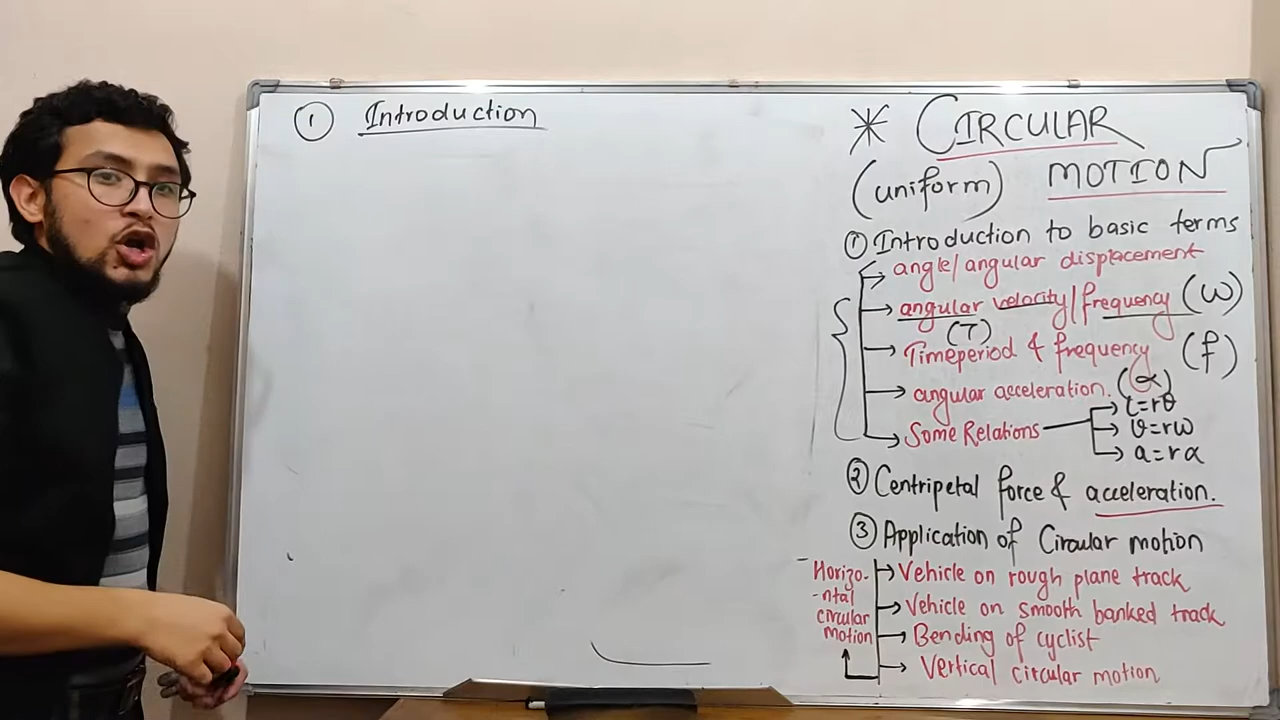 ① Introduction
* CIRCULAR
(uniform) MOTION
① Introduction to basic terms
angle/angular displacement
angular velocity/frequency (ω)
(T)
Timeperiod & frequency (f)
angular acceleration. (α)
Some Relations
l=rθ
v=rω
a=rα
② Centripetal force & acceleration.
③ Application of Circular motion
Horizo-
-ntal
circular
motion
Vehicle on rough plane track
Vehicle on smooth banked track
Bending of cyclist
Vertical circular motion